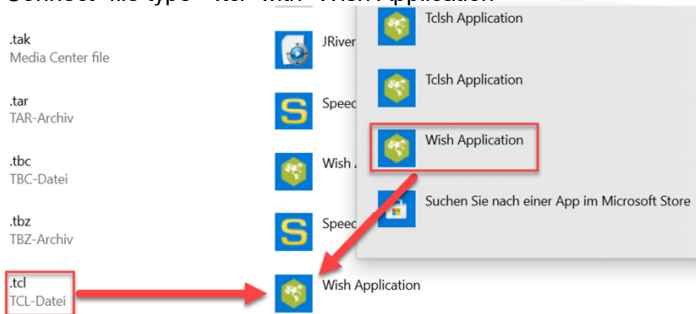 .tak
Media Center file
JRiver
.tar
TAR-Archiv
Speed
.tbc
TBC-Datei
Wish
.tbz
TBZ-Archiv
Speed
.tcl
TCL-Datei
Wish Application
Tclsh Application
Tclsh Application
Wish Application
Suchen Sie nach einer App im Microsoft Store